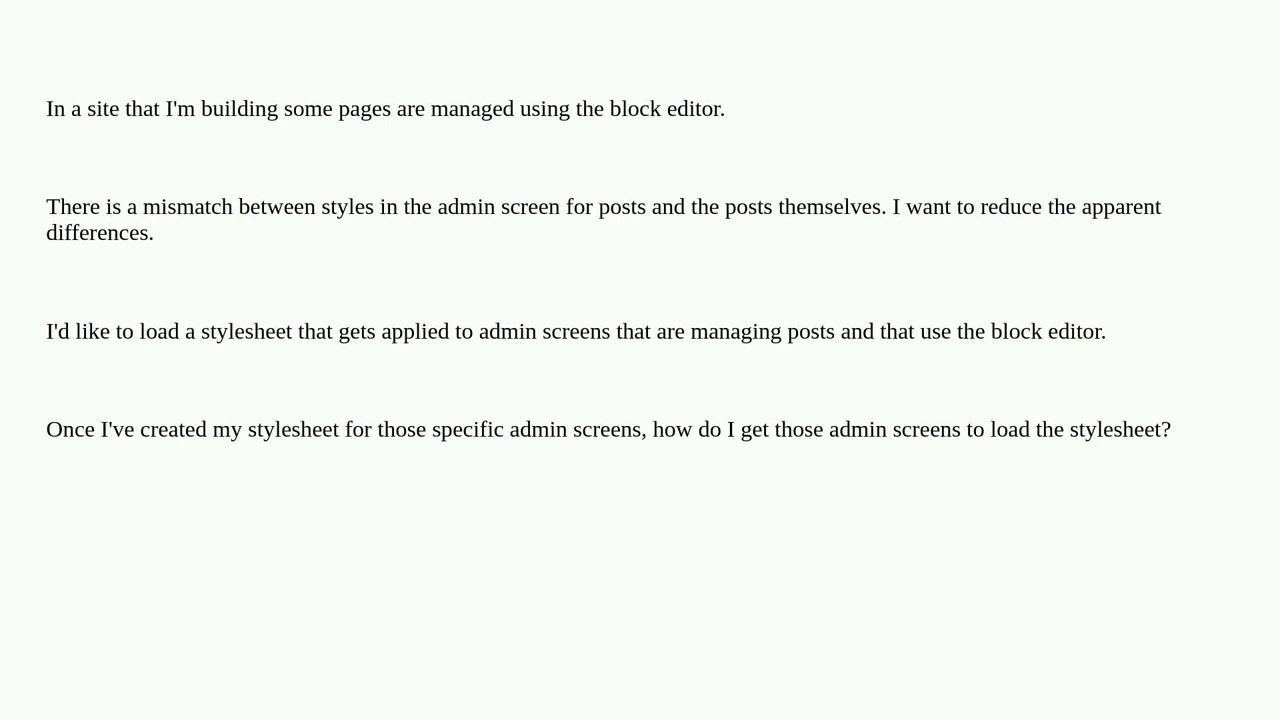 In a site that I'm building some pages are managed using the block editor.
There is a mismatch between styles in the admin screen for posts and the posts themselves. I want to reduce the apparent
differences.
I'd like to load a stylesheet that gets applied to admin screens that are managing posts and that use the block editor.
Once I've created my stylesheet for those specific admin screens, how do I get those admin screens to load the stylesheet?